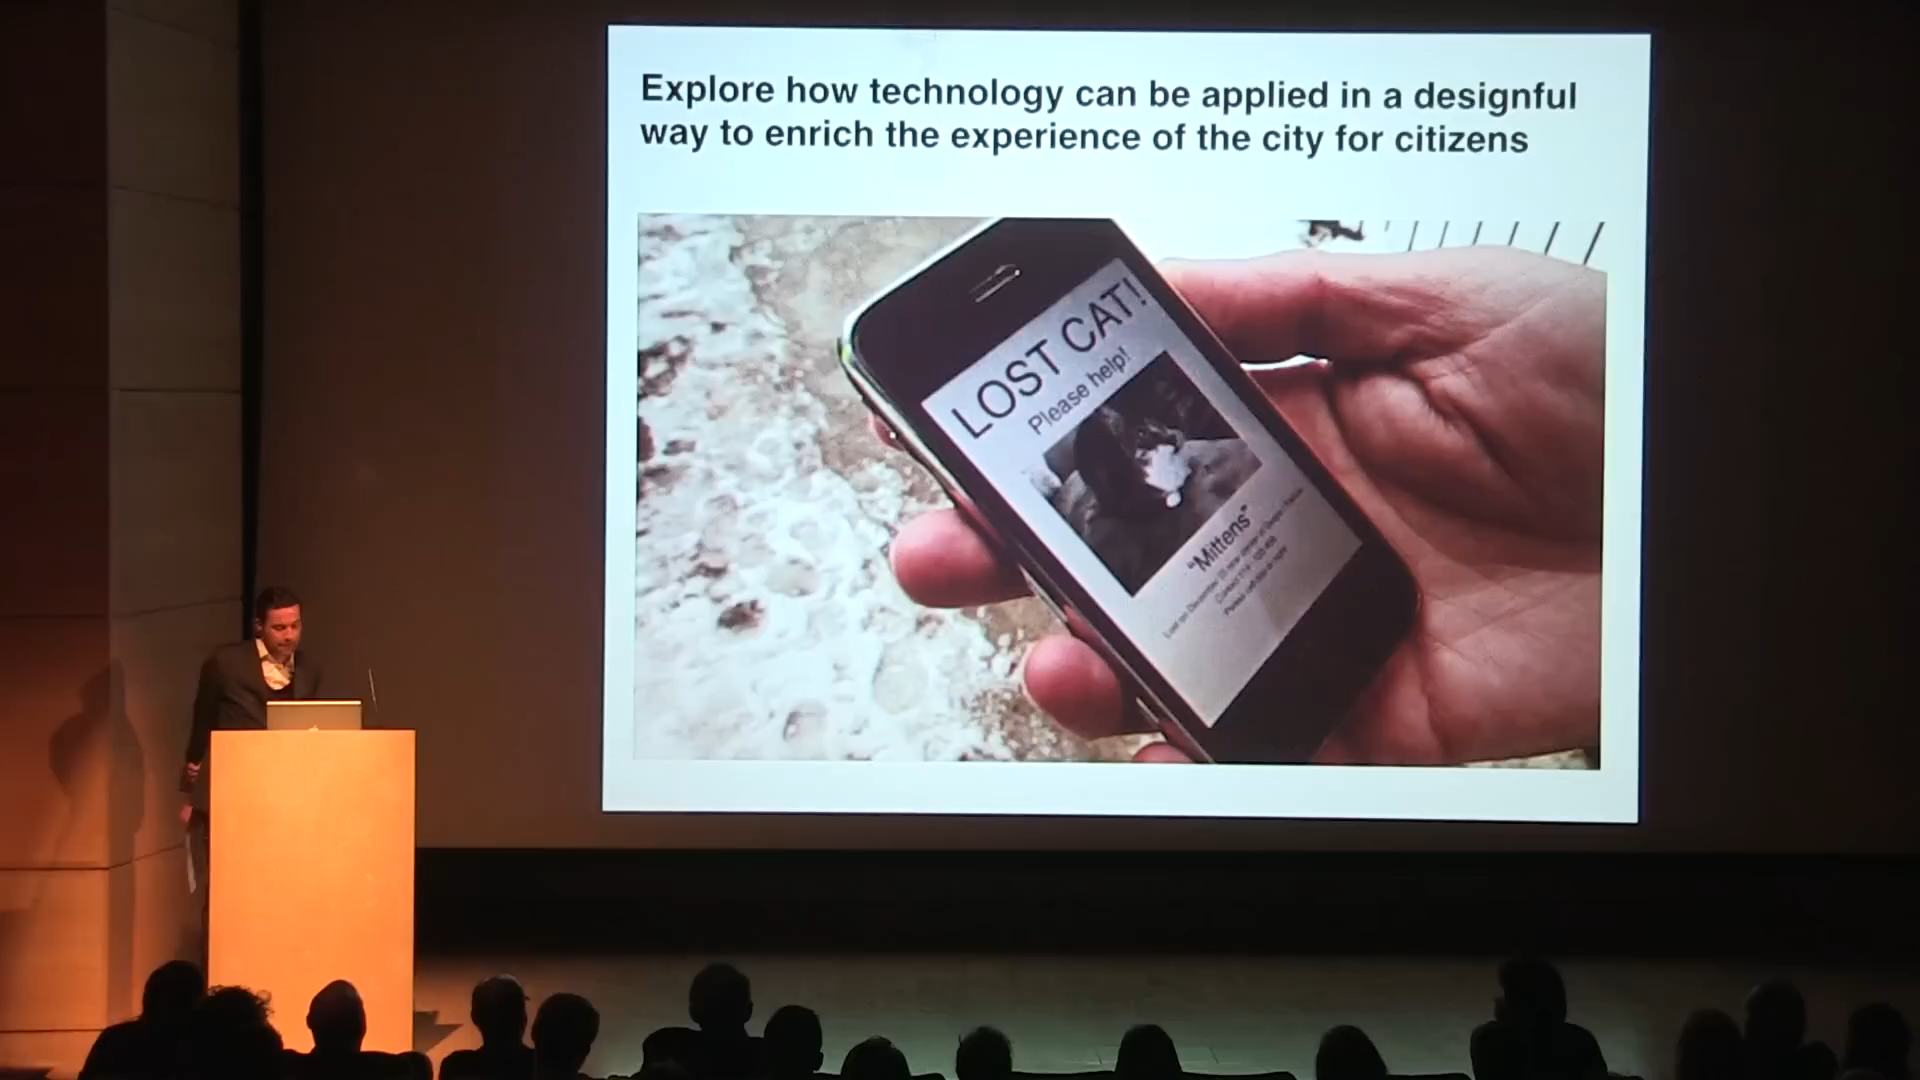 Explore how technology can be applied in a designful
way to enrich the experience of the city for citizens
LOST CAT!
Please help!
"Mittens"